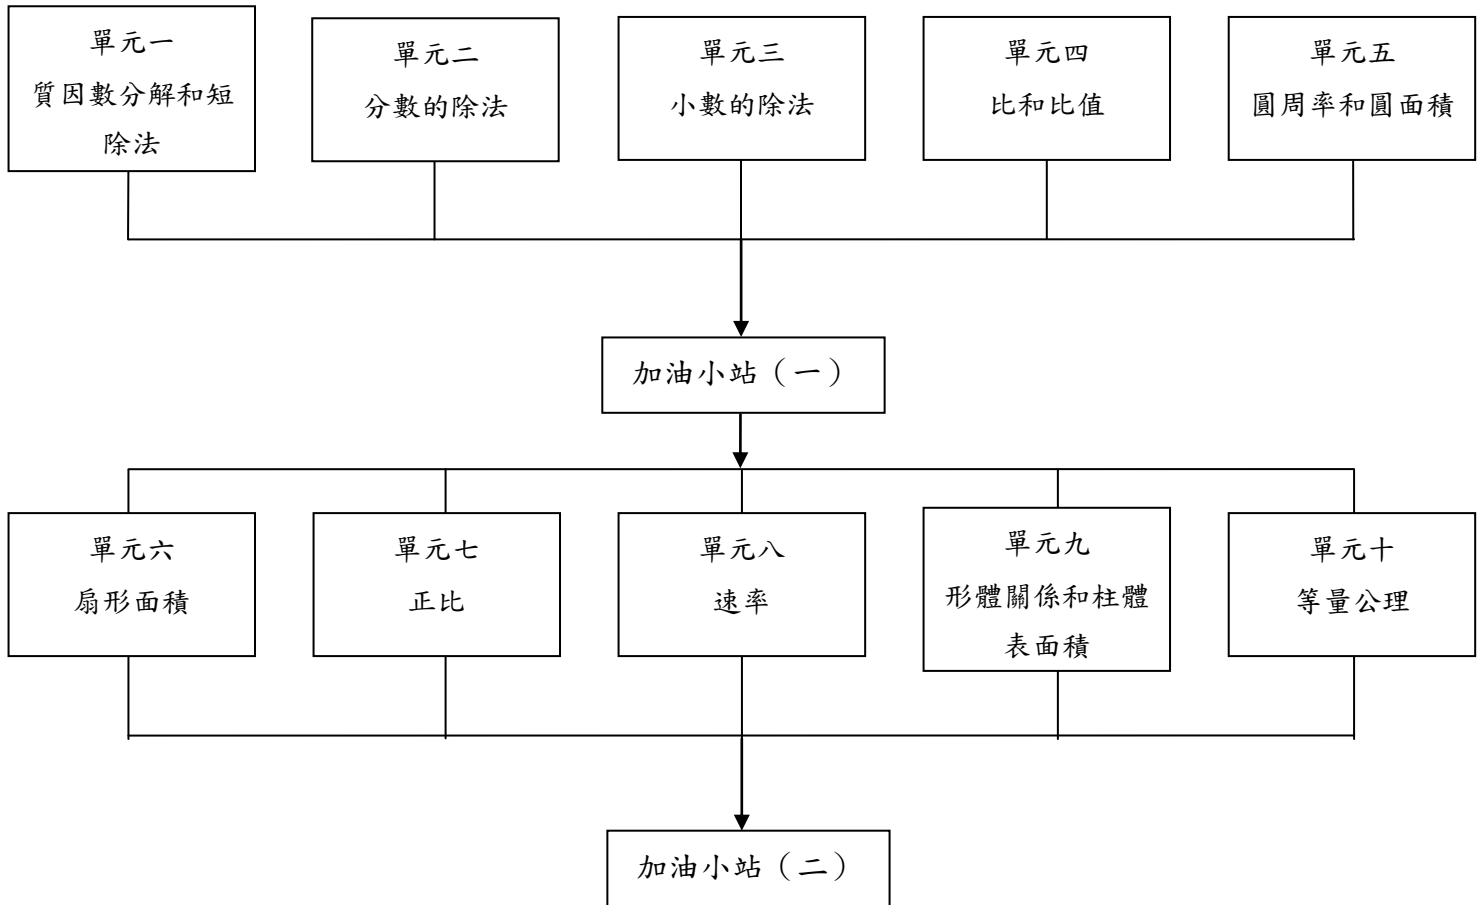 單元一
質因數分解和短
除法
單元二
分數的除法
單元三
小數的除法
單元四
比和比值
單元五
圓周率和圓面積
加油小站（一）
單元六
扇形面積
單元七
正比
單元八
速率
單元九
形體關係和柱體
表面積
單元十
等量公理
加油小站（二）